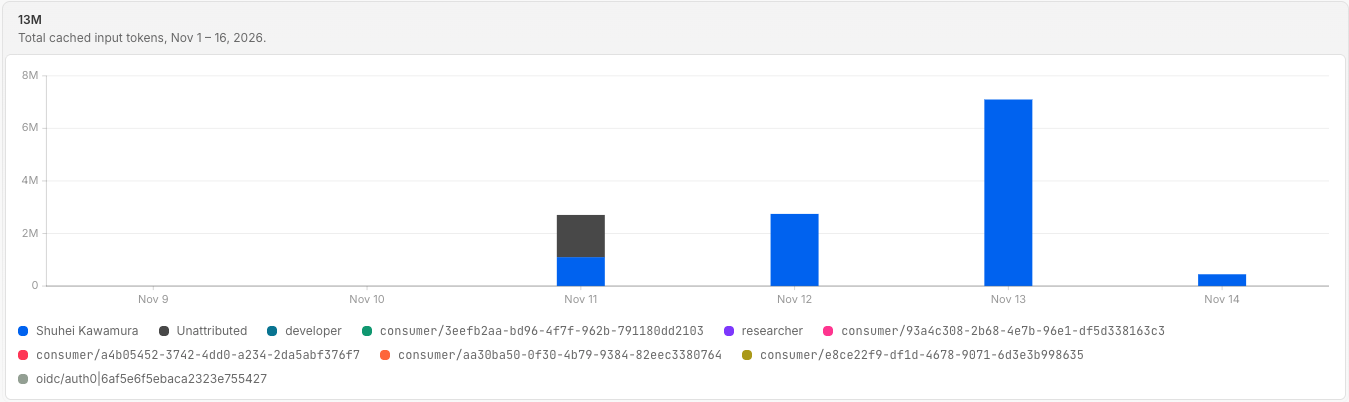 13M
Total cached input tokens, Nov 1 – 16, 2026.
8M
6M
4M
2M
0
Nov 9 Nov 10 Nov 11 Nov 12 Nov 13 Nov 14
Shuhei Kawamura Unattributed developer consumer/3eefb2aa-bd96-4f7f-962b-791180dd2103 researcher consumer/93a4c308-2b68-4e7b-96e1-df5d338163c3
consumer/a4b05452-3742-4dd0-a234-2da5abf376f7 consumer/aa30ba50-0f30-4b79-9384-82eec3380764 consumer/e8ce22f9-df1d-4678-9071-6d3e3b998635
oidc/auth0|6af5e6f5ebaca2323e755427